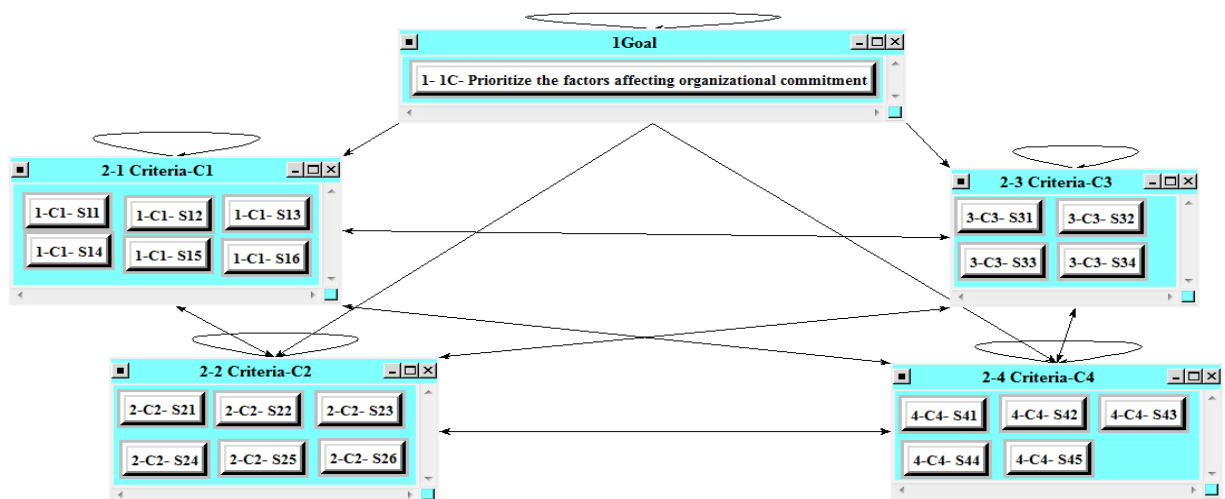 1Goal
1- 1C- Prioritize the factors affecting organizational commitment
2-1 Criteria-C1
1-C1- S11 1-C1- S12 1-C1- S13
1-C1- S14 1-C1- S15 1-C1- S16
2-3 Criteria-C3
3-C3- S31 3-C3- S32
3-C3- S33 3-C3- S34
2-2 Criteria-C2
2-C2- S21 2-C2- S22 2-C2- S23
2-C2- S24 2-C2- S25 2-C2- S26
2-4 Criteria-C4
4-C4- S41 4-C4- S42 4-C4- S43
4-C4- S44 4-C4- S45